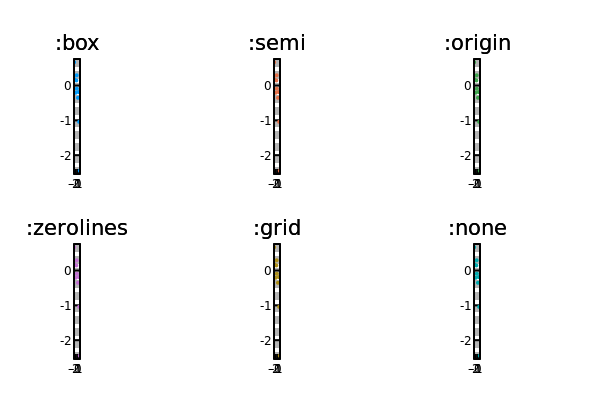 :box :semi :origin
0 0 0
-1 -1 -1
-2 -2 -2
:zerolines :grid :none
0 0 0
-1 -1 -1
-2 -2 -2